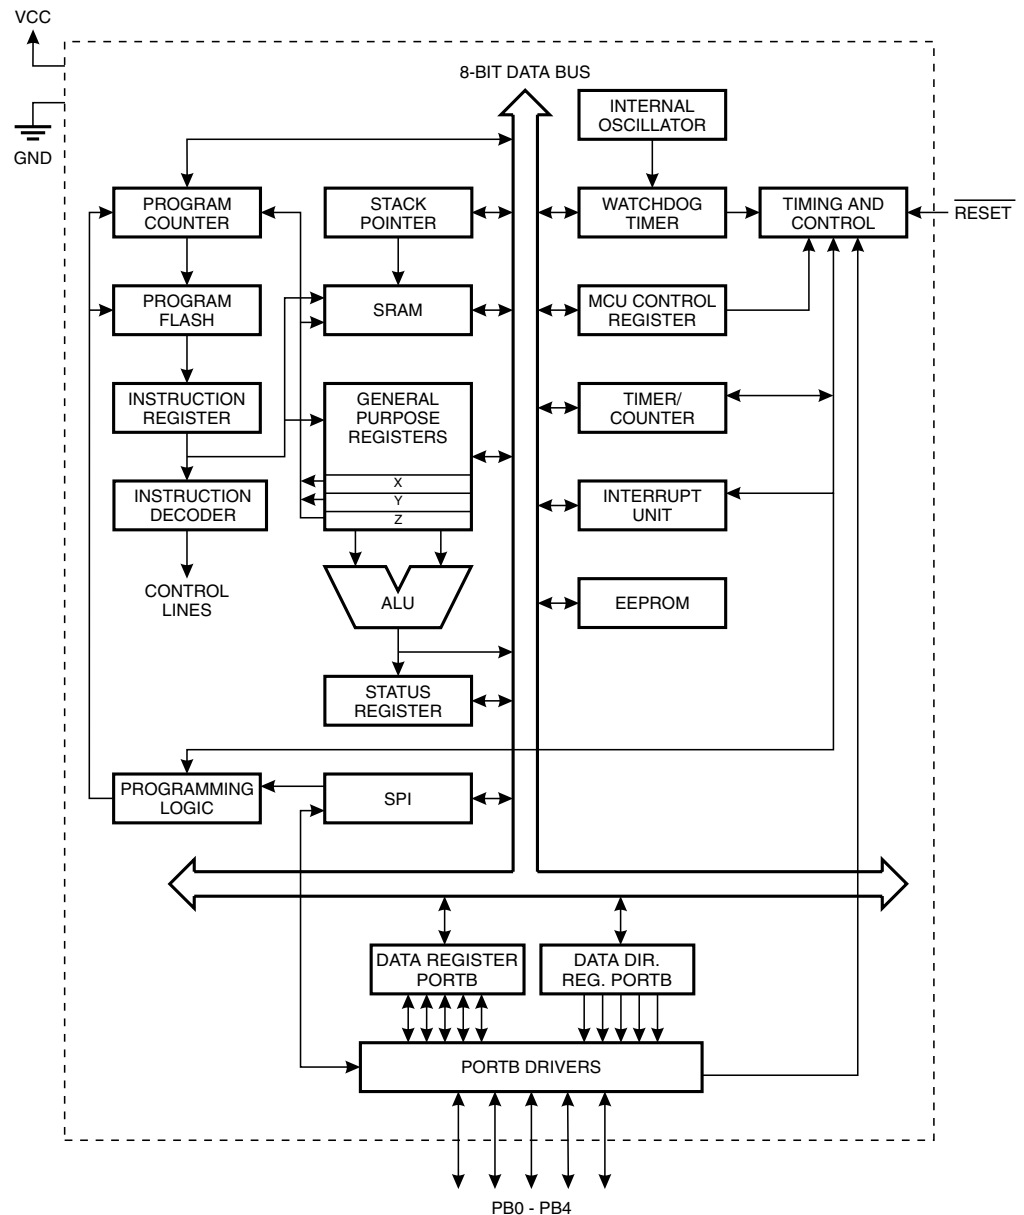 VCC
8-BIT DATA BUS
INTERNAL
OSCILLATOR
GND
PROGRAM
COUNTER
STACK
POINTER
WATCHDOG
TIMER
TIMING AND
CONTROL
RESET
PROGRAM
FLASH
SRAM
MCU CONTROL
REGISTER
INSTRUCTION
REGISTER
GENERAL
PURPOSE
REGISTERS
X
Y
Z
TIMER/
COUNTER
INSTRUCTION
DECODER
INTERRUPT
UNIT
CONTROL
LINES
ALU
EEPROM
STATUS
REGISTER
PROGRAMMING
LOGIC
SPI
DATA REGISTER
PORTB
DATA DIR.
REG. PORTB
PORTB DRIVERS
PB0 - PB4